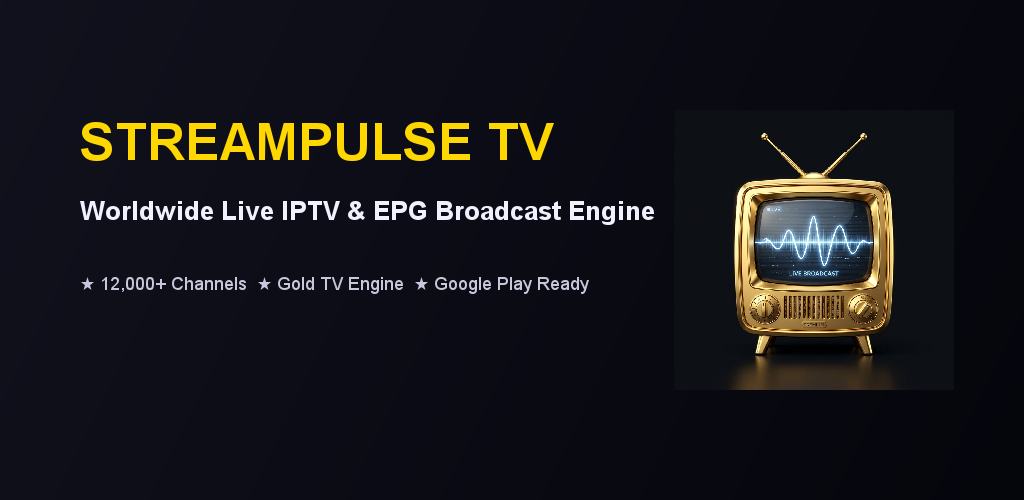 STREAMPULSE TV
Worldwide Live IPTV & EPG Broadcast Engine
★ 12,000+ Channels ★ Gold TV Engine ★ Google Play Ready
LIVE BROADCAST